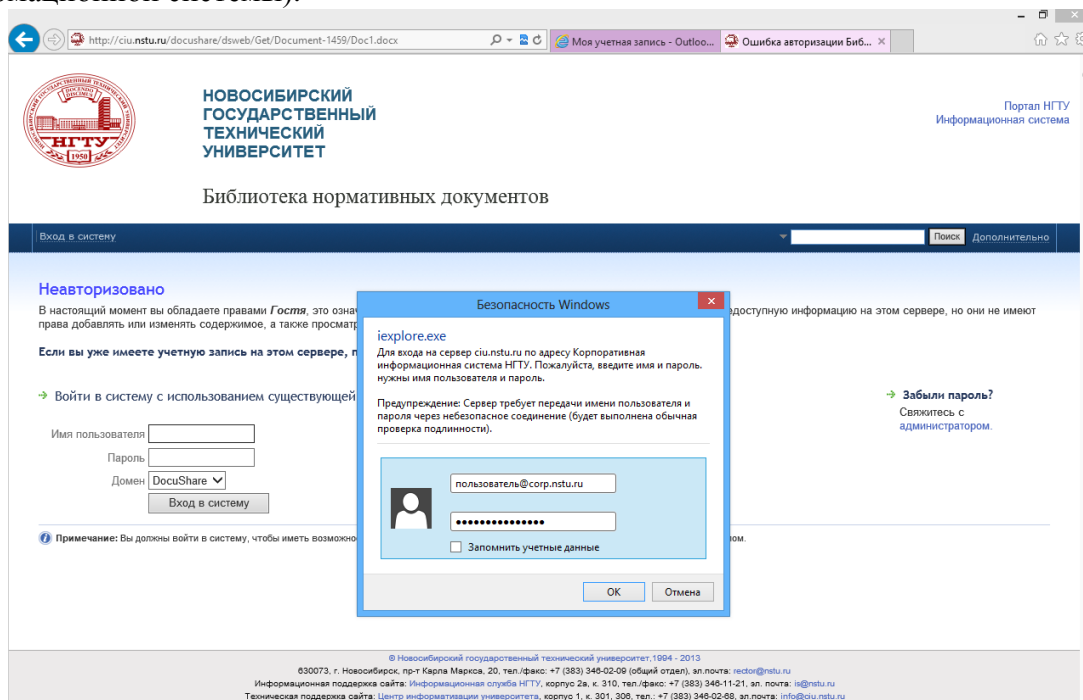 мационной системы).
http://ciu.nstu.ru/docushare/dsweb/Get/Document-1459/Doc1.docx
Моя учетная запись - Outloo...
Ошибка авторизации Биб...
НГТУ
1950
НОВОСИБИРСКИЙ
ГОСУДАРСТВЕННЫЙ
ТЕХНИЧЕСКИЙ
УНИВЕРСИТЕТ
Портал НГТУ
Информационная система
Библиотека нормативных документов
Вход в систему
Поиск
Дополнительно
Неавторизовано
В настоящий момент вы обладаете правами Гостя, это озна
доступную информацию на этом сервере, но они не имеют
права добавлять или изменять содержимое, а также просматр
Если вы уже имеете учетную запись на этом сервере, п
Войти в систему с использованием существующей
Имя пользователя
Пароль
Домен DocuShare
Вход в систему
Забыли пароль?
Свяжитесь с
администратором.
Примечание: Вы должны войти в систему, чтобы иметь возможно
ом.
Безопасность Windows
iexplore.exe
Для входа на сервер ciu.nstu.ru по адресу Корпоративная
информационная система НГТУ. Пожалуйста, введите имя и пароль.
нужны имя пользователя и пароль.
Предупреждение: Сервер требует передачи имени пользователя и
пароля через небезопасное соединение (будет выполнена обычная
проверка подлинности).
пользователь@corp.nstu.ru
•••••••••••••••
Запомнить учетные данные
OK
Отмена
© Новосибирский государственный технический университет,1994 - 2013
630073, г. Новосибирск, пр-т Карла Маркса, 20, тел./факс: +7 (383) 346-02-09 (общий отдел), эл.почта: rector@nstu.ru
Информационная поддержка сайта: Информационная служба НГТУ, корпус 2а, к. 310, тел./факс: +7 (383) 346-11-21, эл. почта: is@nstu.ru
Техническая поддержка сайта: Центр информатизации университета, корпус 1, к. 301, 306, тел.: +7 (383) 346-02-68, эл.почта: info@ciu.nstu.ru